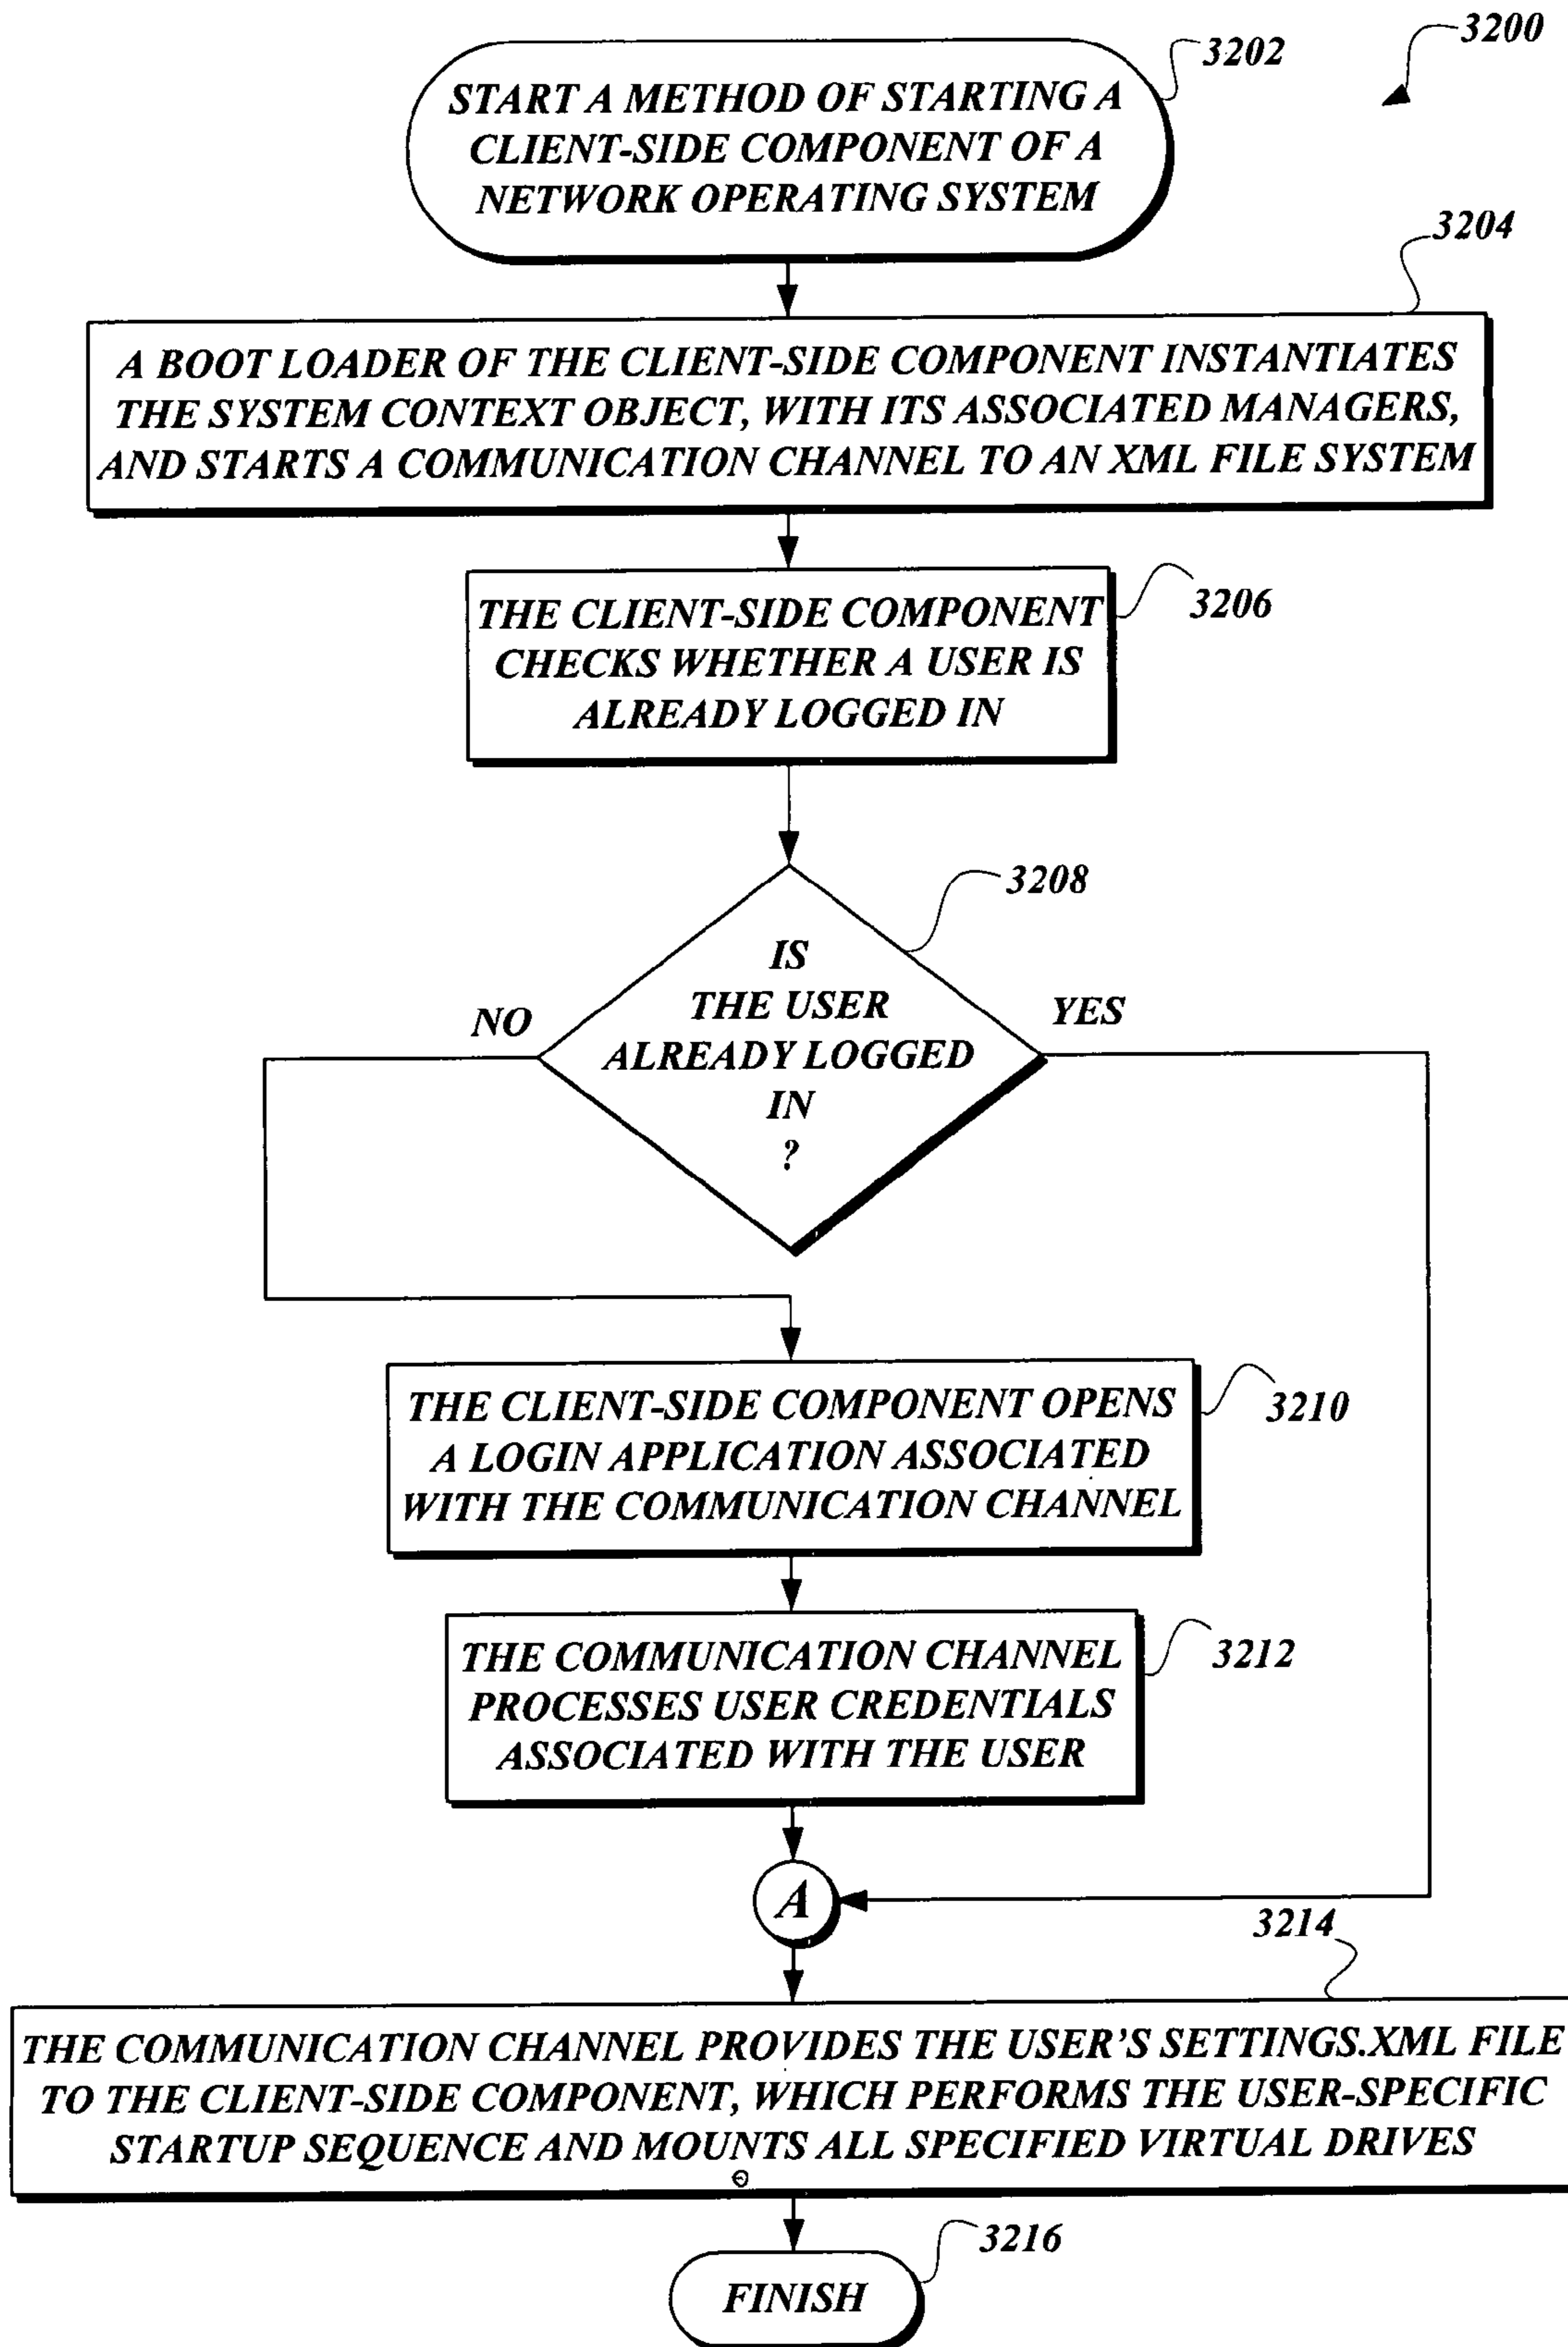 3200
3202
START A METHOD OF STARTING A
CLIENT-SIDE COMPONENT OF A
NETWORK OPERATING SYSTEM
3204
A BOOT LOADER OF THE CLIENT-SIDE COMPONENT INSTANTIATES
THE SYSTEM CONTEXT OBJECT, WITH ITS ASSOCIATED MANAGERS,
AND STARTS A COMMUNICATION CHANNEL TO AN XML FILE SYSTEM
3206
THE CLIENT-SIDE COMPONENT
CHECKS WHETHER A USER IS
ALREADY LOGGED IN
3208
IS
THE USER
ALREADY LOGGED
IN
?
NO
YES
3210
THE CLIENT-SIDE COMPONENT OPENS
A LOGIN APPLICATION ASSOCIATED
WITH THE COMMUNICATION CHANNEL
3212
THE COMMUNICATION CHANNEL
PROCESSES USER CREDENTIALS
ASSOCIATED WITH THE USER
A
3214
THE COMMUNICATION CHANNEL PROVIDES THE USER'S SETTINGS.XML FILE
TO THE CLIENT-SIDE COMPONENT, WHICH PERFORMS THE USER-SPECIFIC
STARTUP SEQUENCE AND MOUNTS ALL SPECIFIED VIRTUAL DRIVES
3216
FINISH